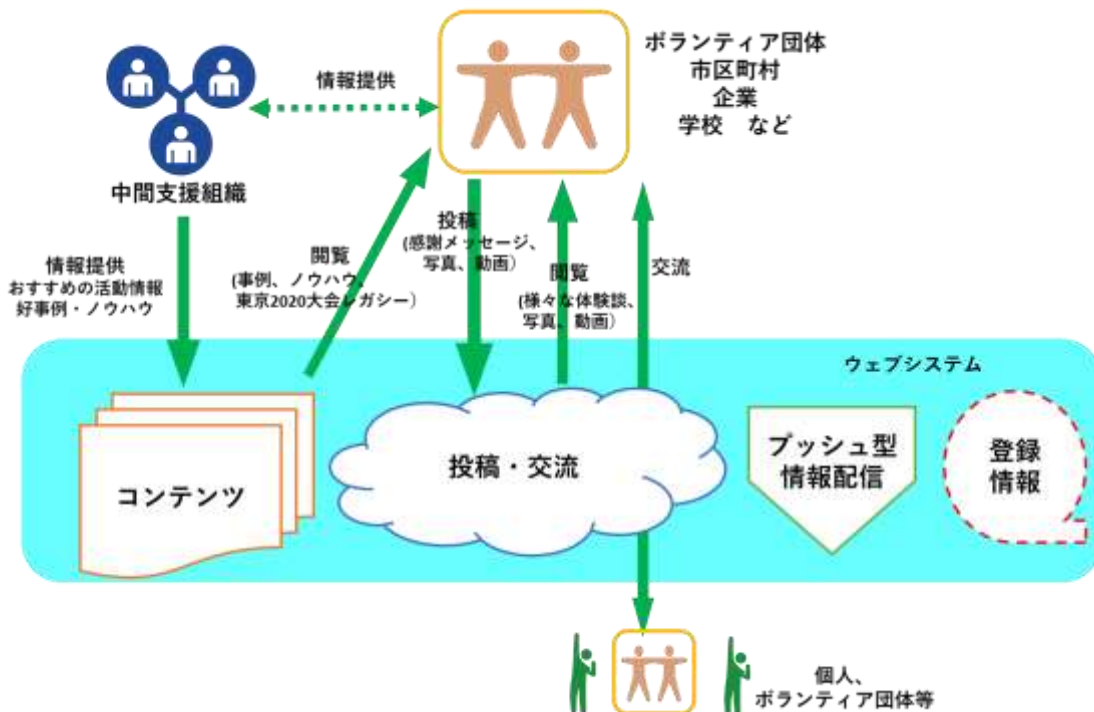 ボランティア団体
市区町村
企業
学校　など
情報提供
中間支援組織
情報提供
おすすめの活動情報
好事例・ノウハウ
閲覧
(事例、ノウハウ、
東京2020大会レガシー）
投稿
(感謝メッセージ、
写真、動画）
閲覧
(様々な体験談、
写真、動画）
交流
ウェブシステム
コンテンツ
投稿・交流
プッシュ型
情報配信
登録
情報
個人、
ボランティア団体等